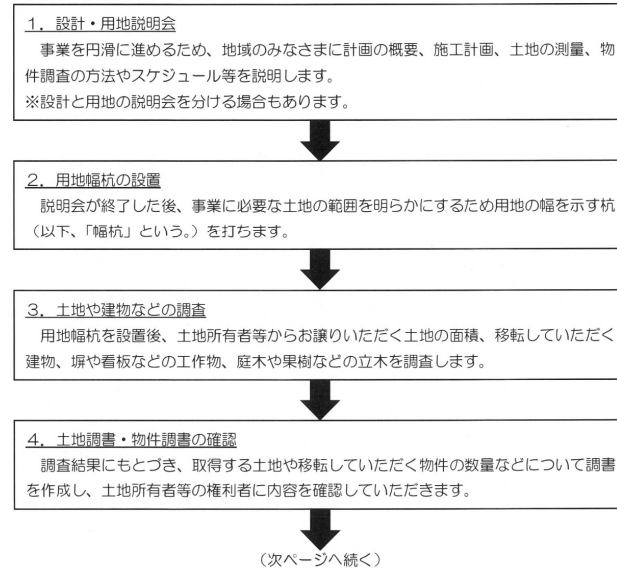 1．設計・用地説明会
事業を円滑に進めるため、地域のみなさまに計画の概要、施工計画、土地の測量、物
件調査の方法やスケジュール等を説明します。
※設計と用地の説明会を分ける場合もあります。
2．用地幅杭の設置
説明会が終了した後、事業に必要な土地の範囲を明らかにするため用地の幅を示す杭
（以下、「幅杭」という。）を打ちます。
3．土地や建物などの調査
用地幅杭を設置後、土地所有者等からお譲りいただく土地の面積、移転していただく
建物、塀や看板などの工作物、庭木や果樹などの立木を調査します。
4．土地調書・物件調書の確認
調査結果にもとづき、取得する土地や移転していただく物件の数量などについて調書
を作成し、土地所有者等の権利者に内容を確認していただきます。
（次ページへ続く）